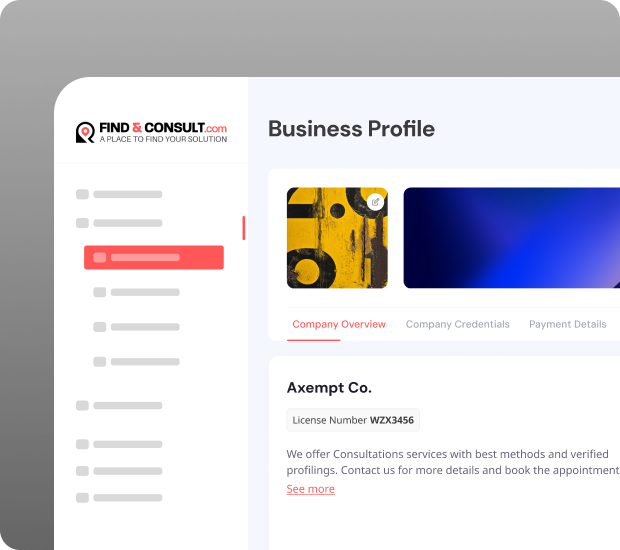 FIND & CONSULT.com
A PLACE TO FIND YOUR SOLUTION
Business Profile
Company Overview
Company Credentials
Payment Details
Axempt Co.
License Number WZX3456
We offer Consultations services with best methods and verified
profilings. Contact us for more details and book the appointment
See more